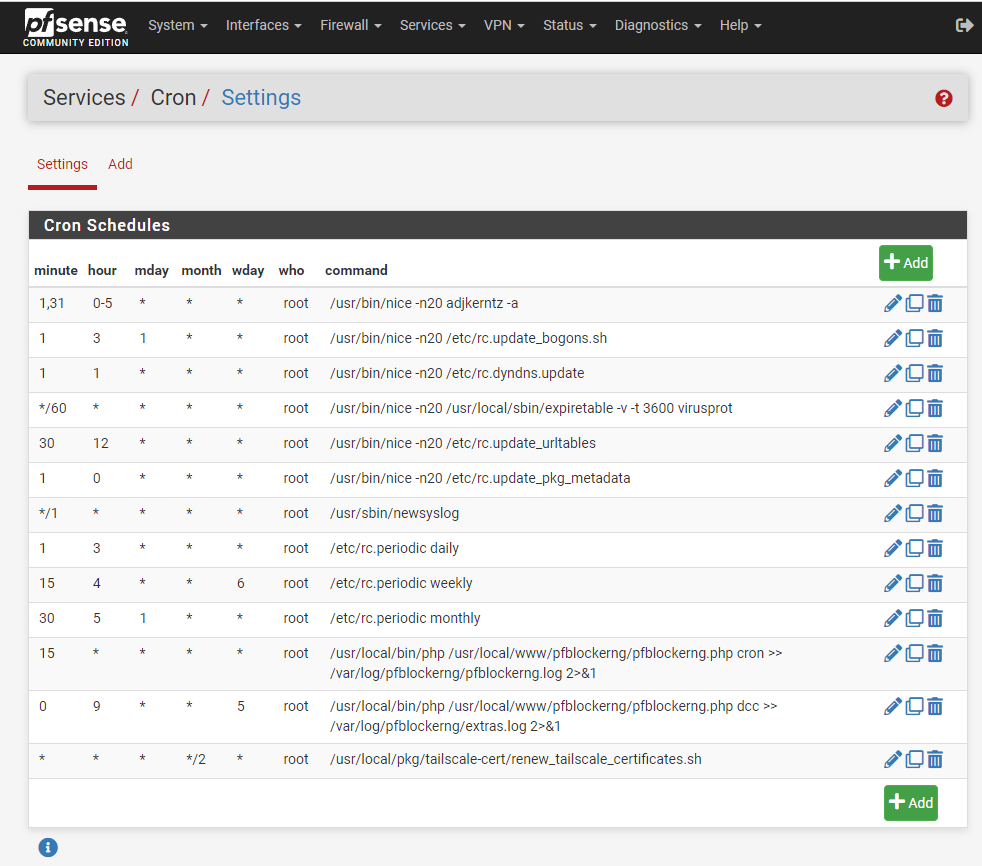 pfsense System Interfaces Firewall Services VPN Status Diagnostics Help
COMMUNITY EDITION
Services / Cron / Settings
Settings Add
Cron Schedules
minute hour mday month wday who command Add
1,31 0-5 * * * root /usr/bin/nice -n20 adjkerntz -a
1 3 1 * * root /usr/bin/nice -n20 /etc/rc.update_bogons.sh
1 1 * * * root /usr/bin/nice -n20 /etc/rc.dyndns.update
*/60 * * * * root /usr/bin/nice -n20 /usr/local/sbin/expiretable -v -t 3600 virusprot
30 12 * * * root /usr/bin/nice -n20 /etc/rc.update_urltables
1 0 * * * root /usr/bin/nice -n20 /etc/rc.update_pkg_metadata
*/1 * * * * root /usr/sbin/newsyslog
1 3 * * * root /etc/rc.periodic daily
15 4 * * 6 root /etc/rc.periodic weekly
30 5 1 * * root /etc/rc.periodic monthly
15 * * * * root /usr/local/bin/php /usr/local/www/pfblockerng/pfblockerng.php cron >>
/var/log/pfblockerng/pfblockerng.log 2>&1
0 9 * * 5 root /usr/local/bin/php /usr/local/www/pfblockerng/pfblockerng.php dcc >>
/var/log/pfblockerng/extras.log 2>&1
* * * */2 * root /usr/local/pkg/tailscale-cert/renew_tailscale_certificates.sh
Add